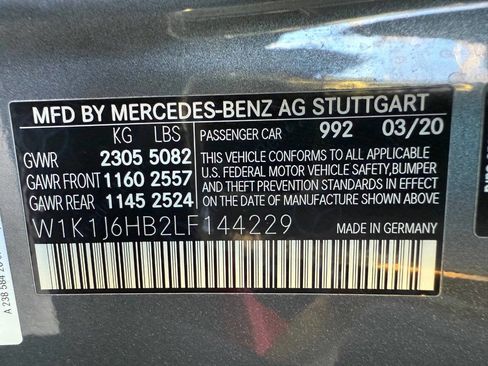 MFD BY MERCEDES-BENZ AG STUTTGART
KG LBS PASSENGER CAR 992 03/20
GVWR 2305 5082
GAWR FRONT 1160 2557
GAWR REAR 1145 2524
THIS VEHICLE CONFORMS TO ALL APPLICABLE
U.S. FEDERAL MOTOR VEHICLE SAFETY, BUMPER
AND THEFT PREVENTION STANDARDS IN EFFECT
ON THE DATE OF MANUFACTURE SHOWN ABOVE
W1K1J6HB2LF144229 MADE IN GERMANY
A 238 584